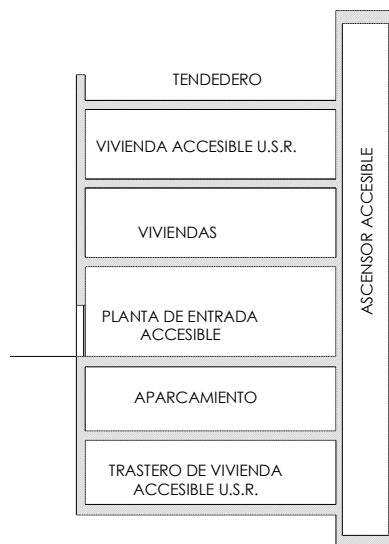 TENDEDERO
VIVIENDA ACCESIBLE U.S.R.
VIVIENDAS
PLANTA DE ENTRADA
ACCESIBLE
APARCAMIENTO
TRASTERO DE VIVIENDA
ACCESIBLE U.S.R.
ASCENSOR ACCESIBLE